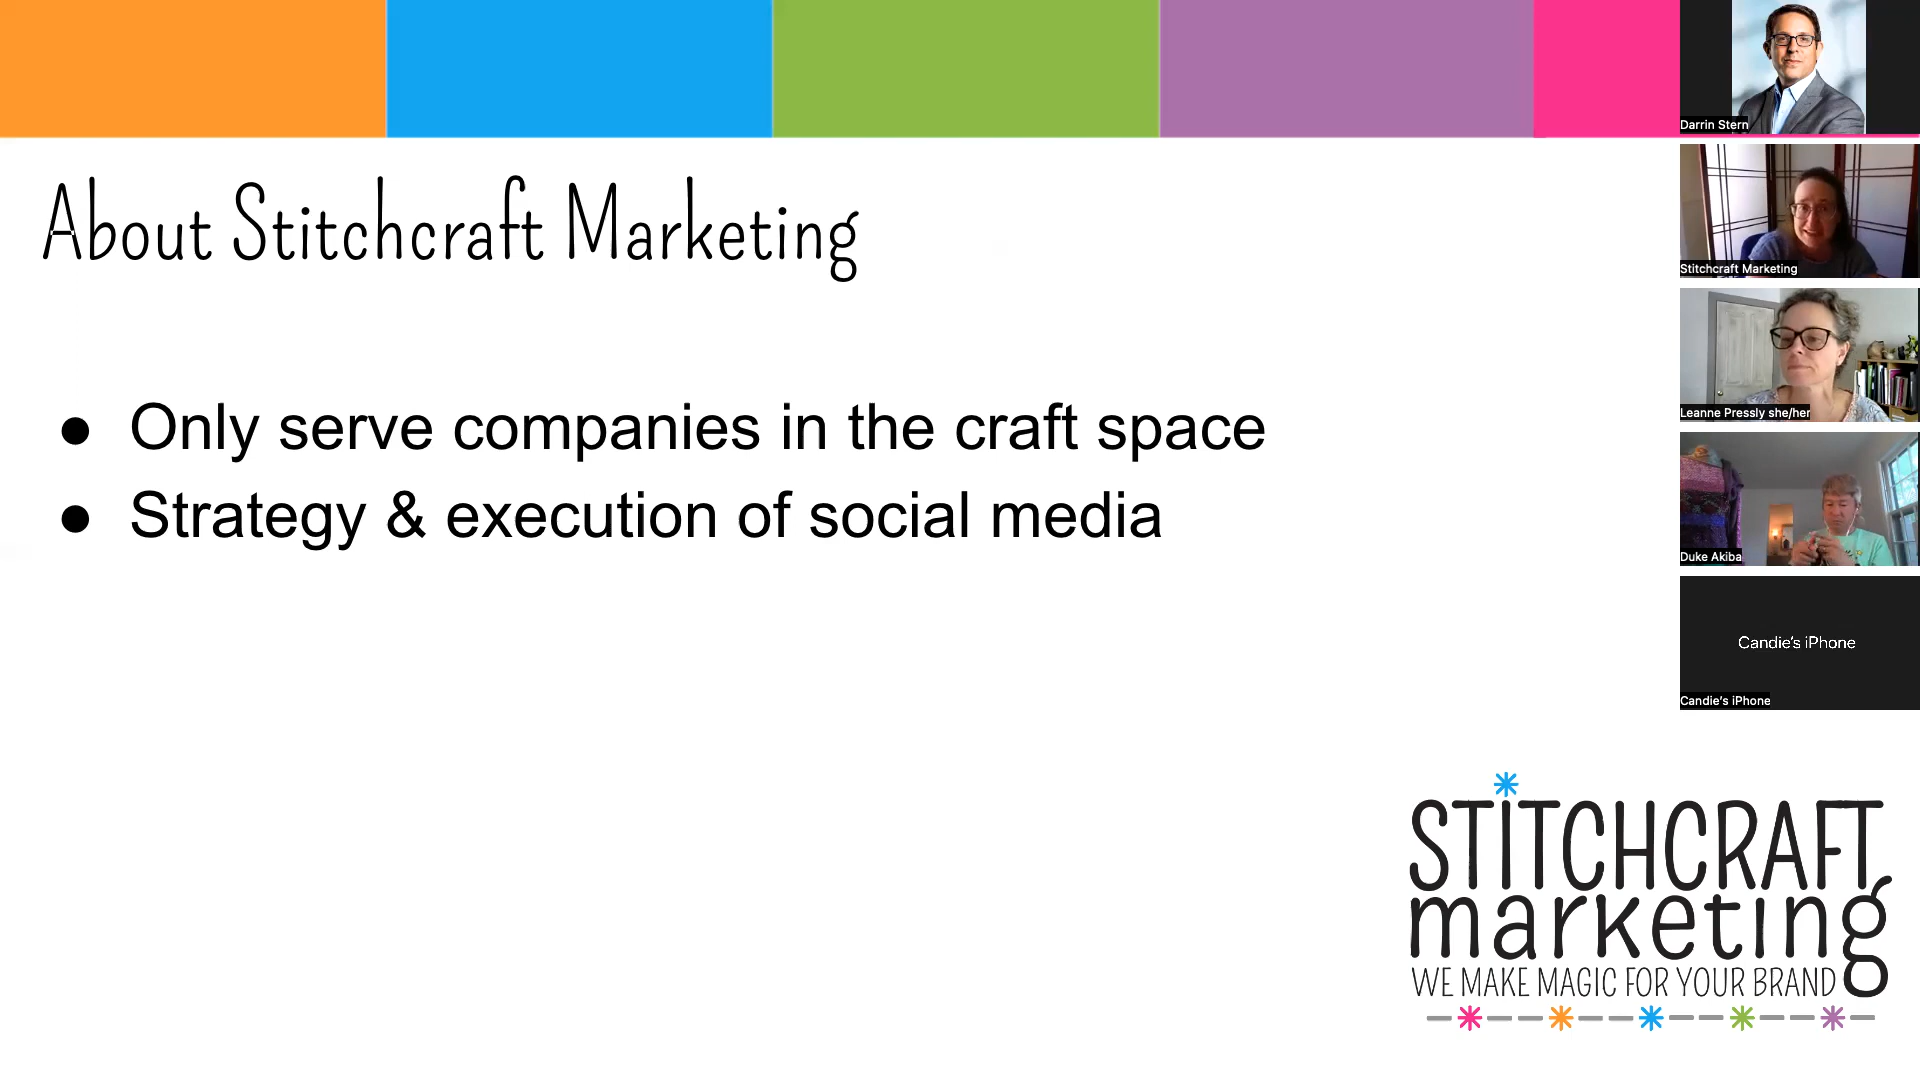 About Stitchcraft Marketing
● Only serve companies in the craft space
● Strategy & execution of social media
Darrin Stern
Stitchcraft Marketing
Leanne Pressly she/her
Duke Akiba
Candie's iPhone
Candie's iPhone
STiTCHCRAFT
marketing
WE MAKE MAGIC FOR YOUR BRAND